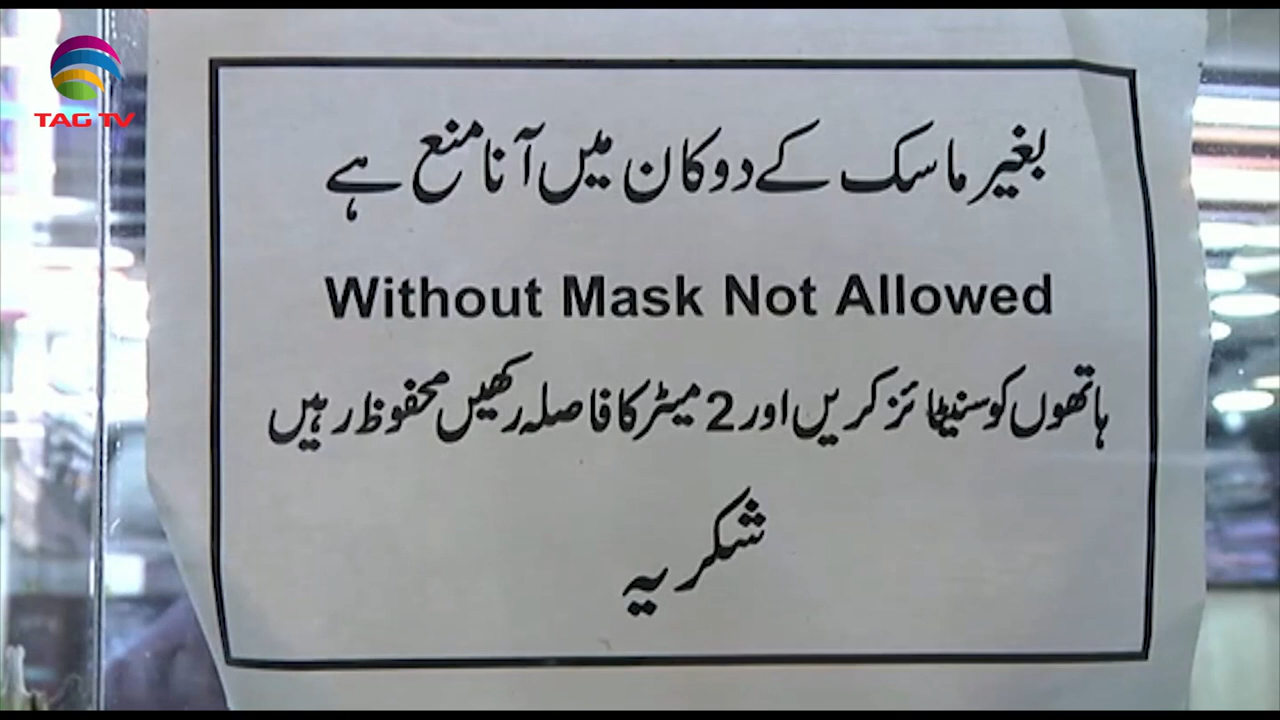 TAG TV
بغیر ماسک کے دوکان میں آنا منع ہے
Without Mask Not Allowed
ہاتھوں کو سنیٹائز کریں اور 2 میٹر کا فاصلہ رکھیں محفوظ رہیں
شکریہ